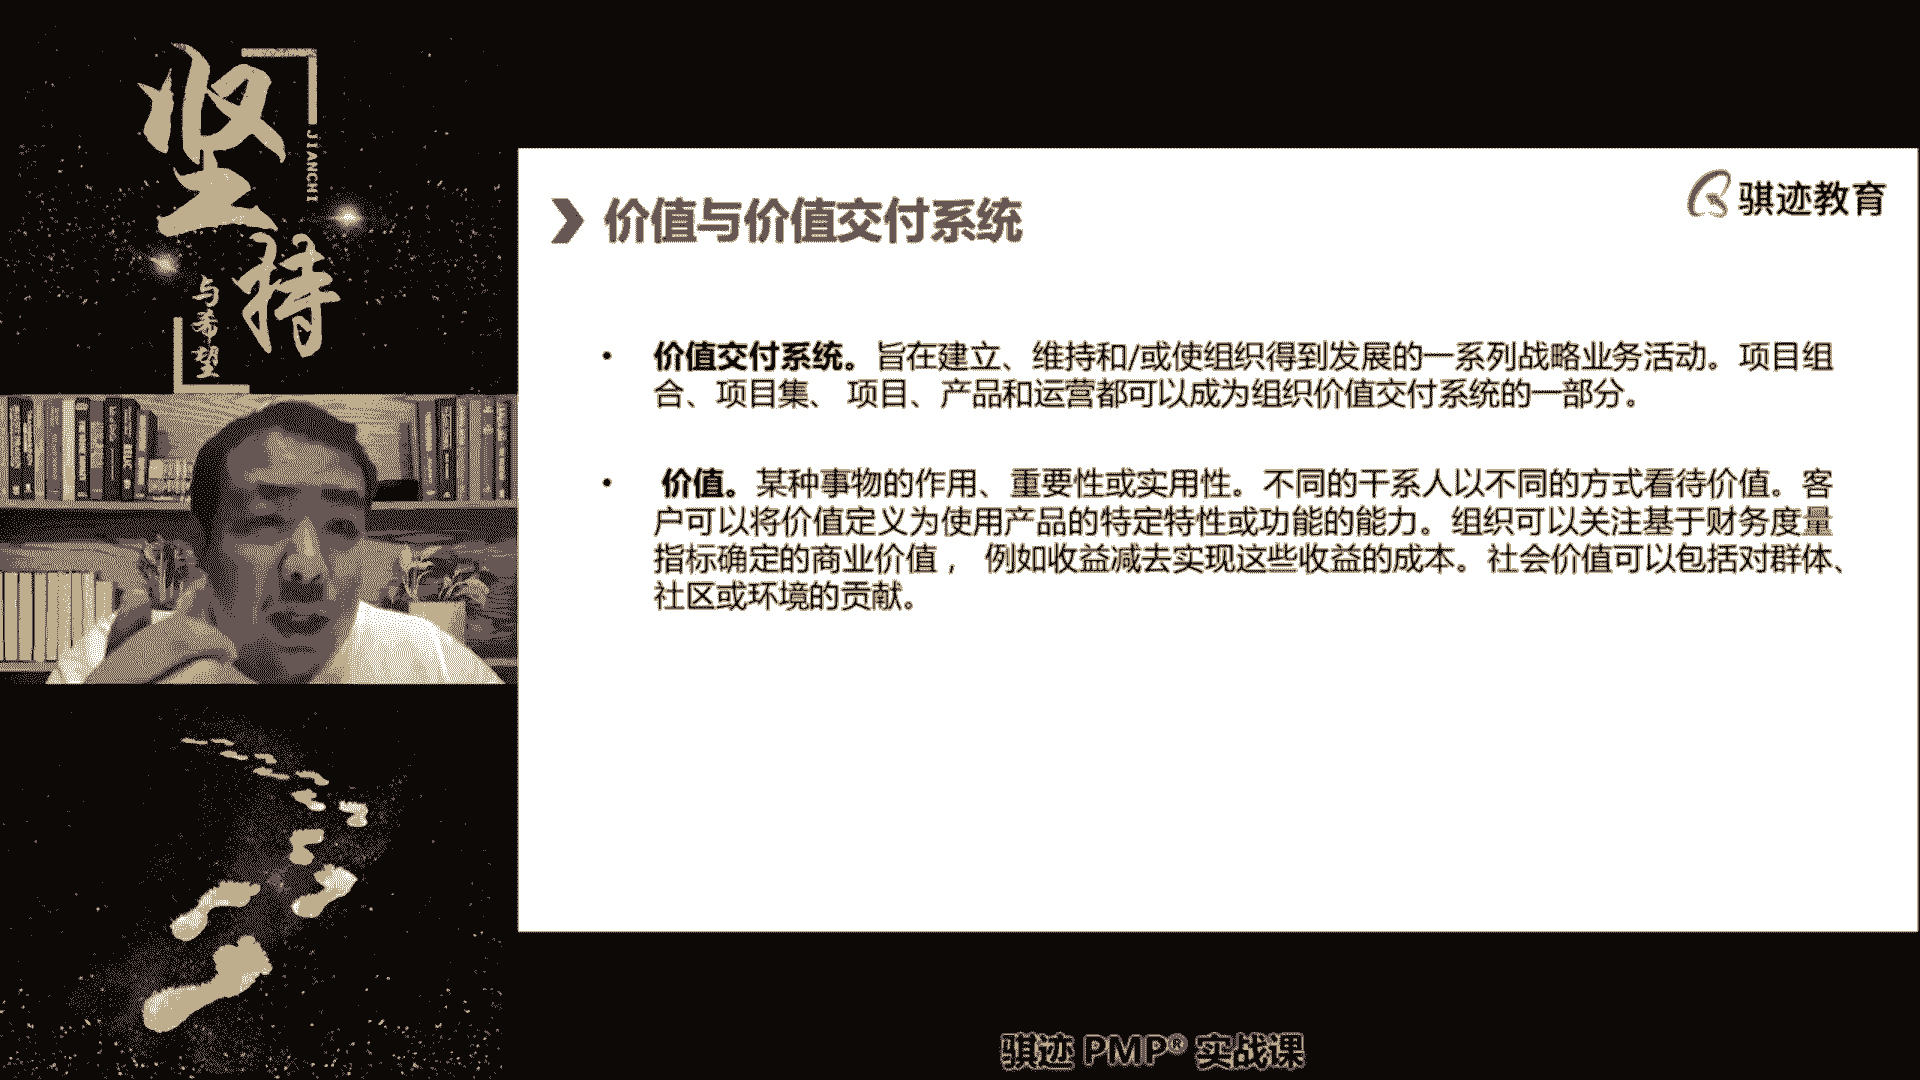 坚持
JIANCHI
与希望
骐迹教育
价值与价值交付系统
• 价值交付系统。旨在建立、维持和/或使组织得到发展的一系列战略业务活动。项目组
合、项目集、 项目、产品和运营都可以成为组织价值交付系统的一部分。
• 价值。某种事物的作用、重要性或实用性。不同的干系人以不同的方式看待价值。客
户可以将价值定义为使用产品的特定特性或功能的能力。组织可以关注基于财务度量
指标确定的商业价值， 例如收益减去实现这些收益的成本。社会价值可以包括对群体、
社区或环境的贡献。
骐迹 PMP® 实战课